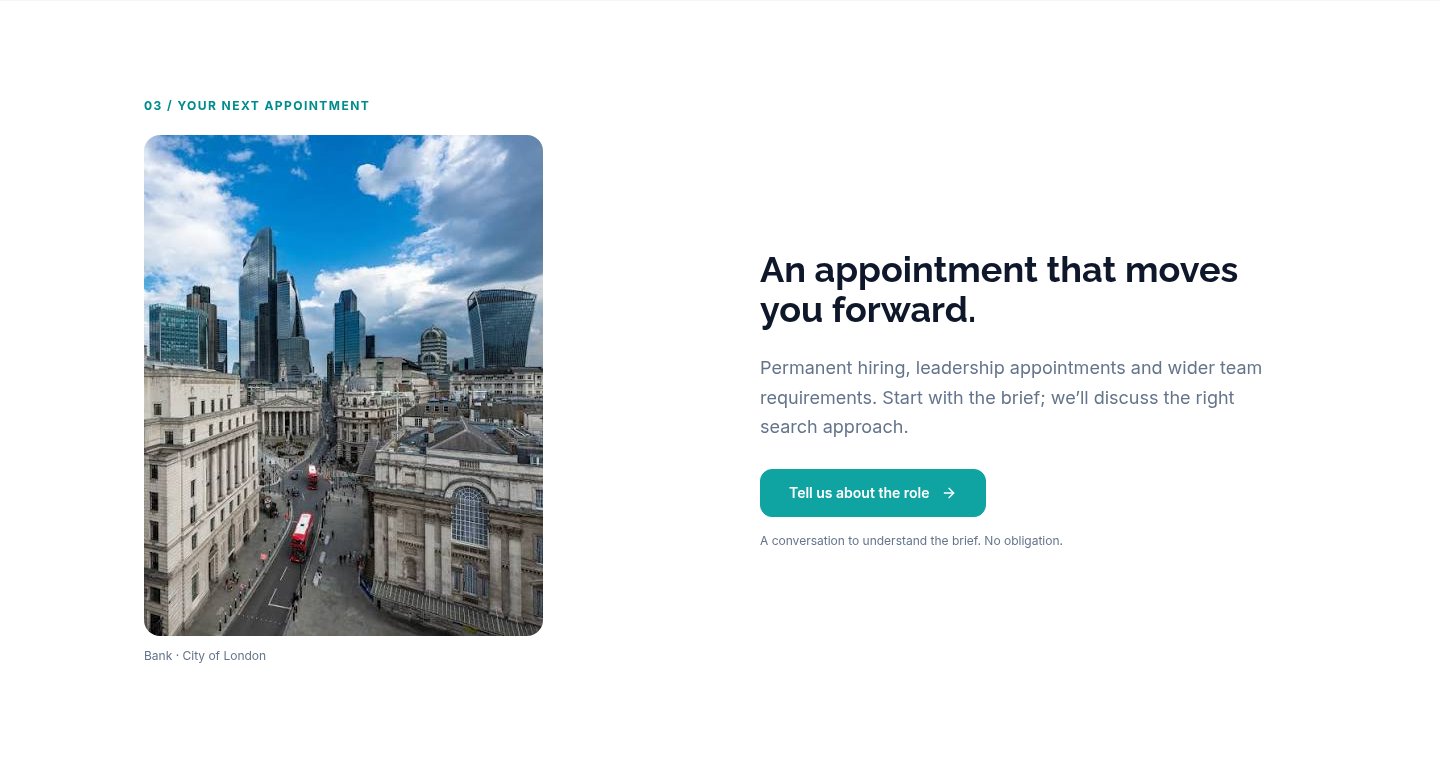 03 / YOUR NEXT APPOINTMENT
An appointment that moves
you forward.
Permanent hiring, leadership appointments and wider team
requirements. Start with the brief; we’ll discuss the right
search approach.
Tell us about the role →
A conversation to understand the brief. No obligation.
Bank · City of London